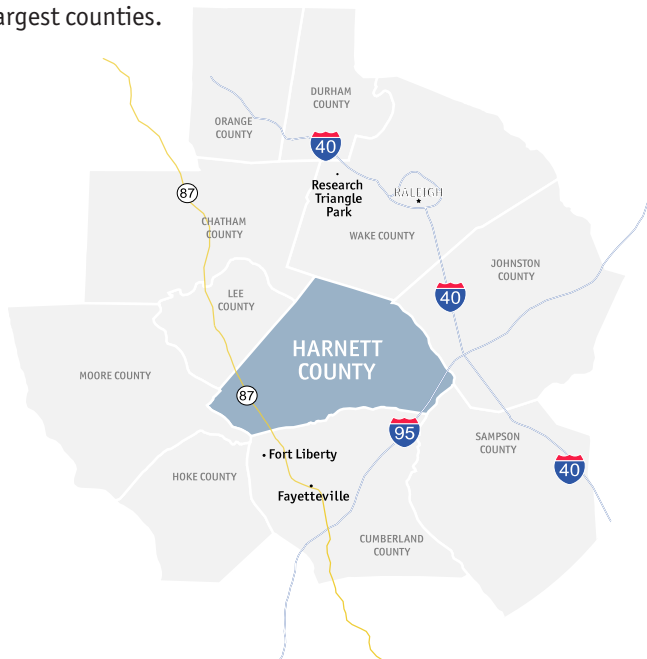 argest counties.
DURHAM
COUNTY
ORANGE
COUNTY
40
Research
Triangle
Park
RALEIGH
87
CHATHAM
COUNTY
WAKE COUNTY
JOHNSTON
COUNTY
LEE
COUNTY
40
HARNETT
COUNTY
MOORE COUNTY
87
95
SAMPSON
COUNTY
Fort Liberty
40
HOKE COUNTY
Fayetteville
CUMBERLAND
COUNTY